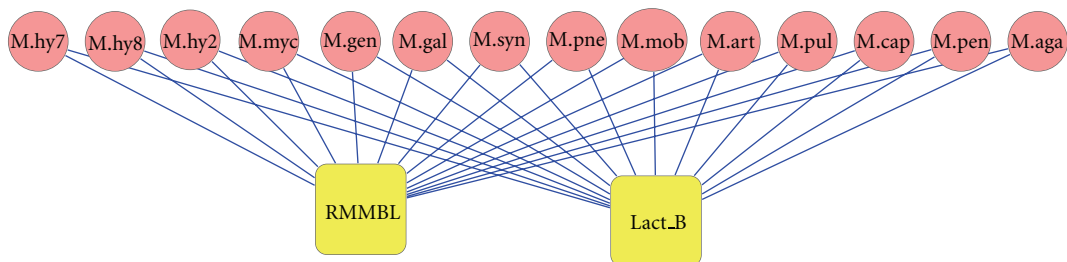 M.hy7 M.hy8 M.hy2 M.myc M.gen M.gal M.syn M.pne M.mob M.art M.pul M.cap M.pen M.aga
RMMBL
Lact_B